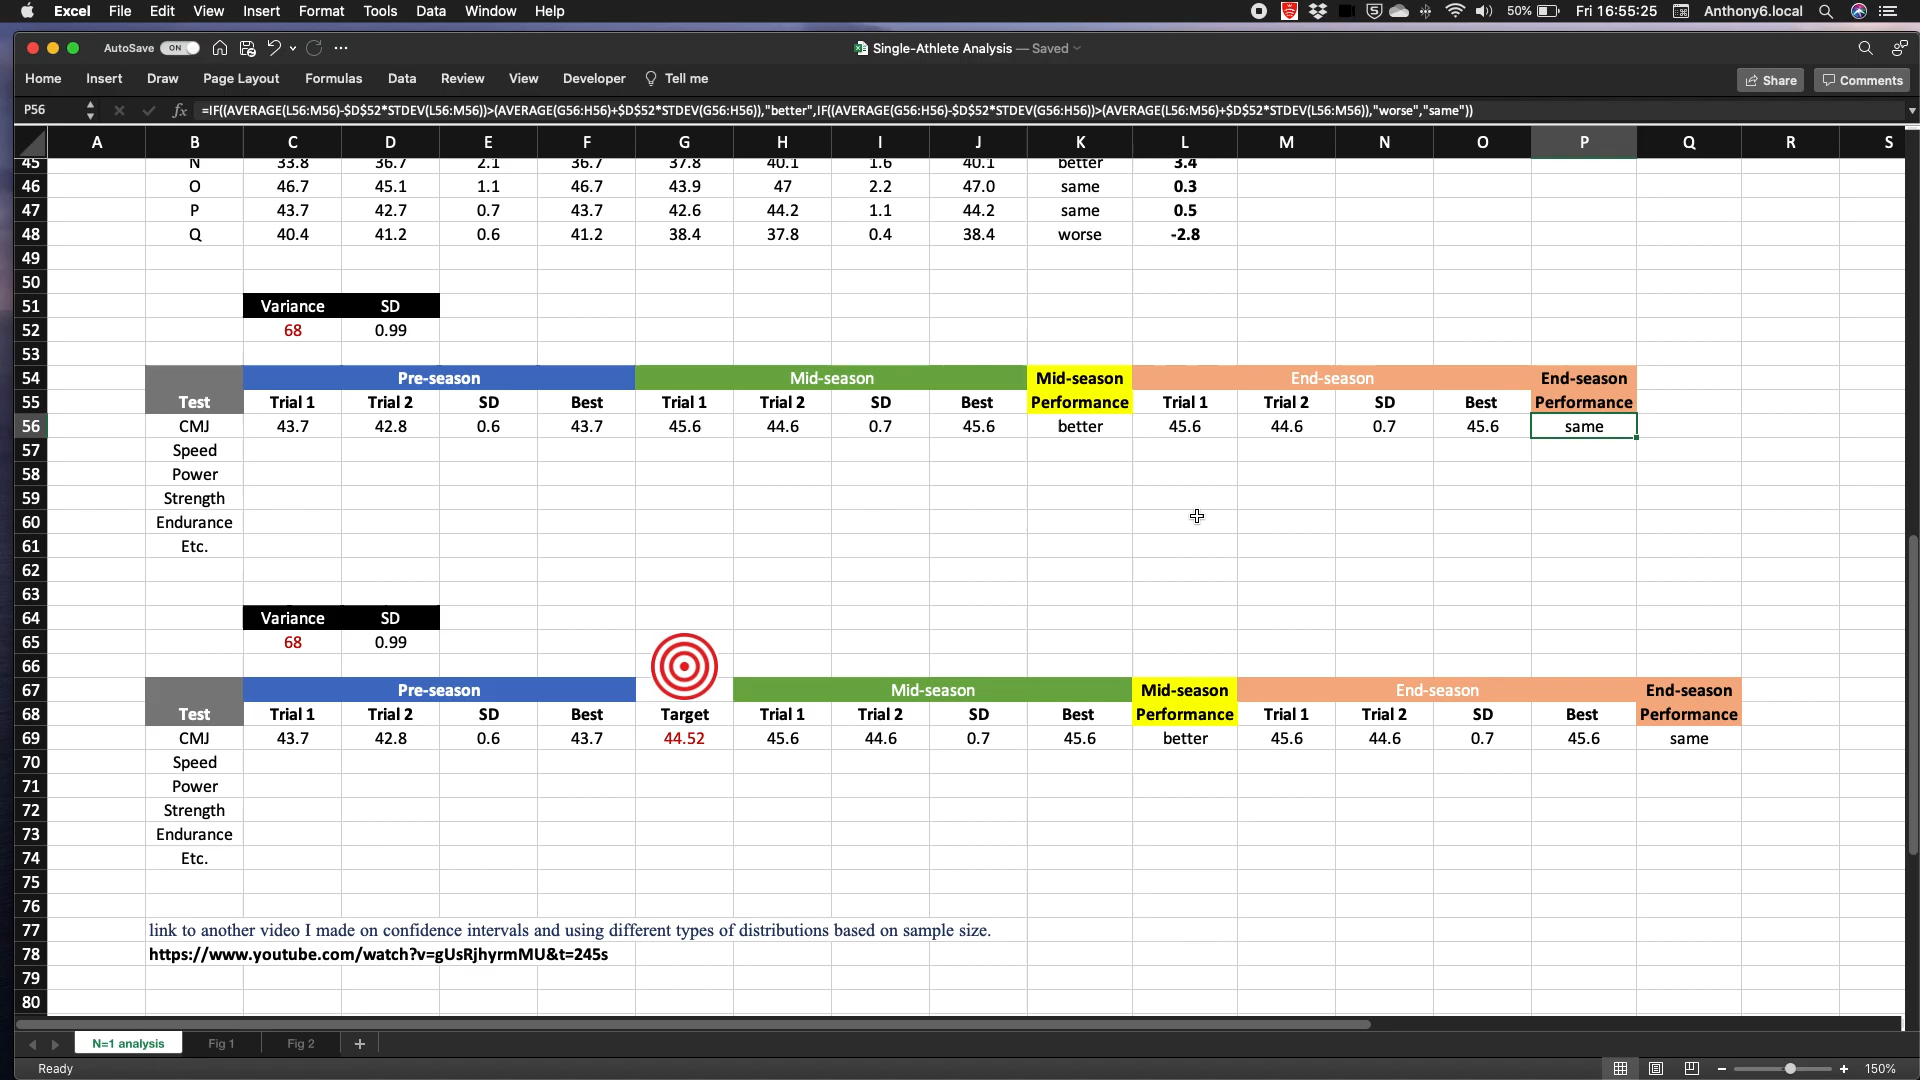 Excel File Edit View Insert Format Tools Data Window Help 50% Fri 16:55:25 Anthony6.local
AutoSave ON Single-Athlete Analysis — Saved
Home Insert Draw Page Layout Formulas Data Review View Developer Tell me Share Comments
P56 fx =IF((AVERAGE(L56:M56)-$D$52*STDEV(L56:M56))>(AVERAGE(G56:H56)+$D$52*STDEV(G56:H56)),"better",IF((AVERAGE(G56:H56)-$D$52*STDEV(G56:H56))>(AVERAGE(L56:M56)+$D$52*STDEV(L56:M56)),"worse","same"))
A B C D E F G H I J K L M N O P Q R S
45 N 33.8 36.7 2.1 36.7 37.8 40.1 1.6 40.1 better 3.4
46 O 46.7 45.1 1.1 46.7 43.9 47 2.2 47.0 same 0.3
47 P 43.7 42.7 0.7 43.7 42.6 44.2 1.1 44.2 same 0.5
48 Q 40.4 41.2 0.6 41.2 38.4 37.8 0.4 38.4 worse -2.8
49
50
51 Variance SD
52 68 0.99
53
54 Pre-season Mid-season Mid-season End-season End-season
55 Test Trial 1 Trial 2 SD Best Trial 1 Trial 2 SD Best Performance Trial 1 Trial 2 SD Best Performance
56 CMJ 43.7 42.8 0.6 43.7 45.6 44.6 0.7 45.6 better 45.6 44.6 0.7 45.6 same
57 Speed
58 Power
59 Strength
60 Endurance
61 Etc.
62
63
64 Variance SD
65 68 0.99
66
67 Pre-season Mid-season Mid-season End-season End-season
68 Test Trial 1 Trial 2 SD Best Target Trial 1 Trial 2 SD Best Performance Trial 1 Trial 2 SD Best Performance
69 CMJ 43.7 42.8 0.6 43.7 44.52 45.6 44.6 0.7 45.6 better 45.6 44.6 0.7 45.6 same
70 Speed
71 Power
72 Strength
73 Endurance
74 Etc.
75
76
77 link to another video I made on confidence intervals and using different types of distributions based on sample size.
78 https://www.youtube.com/watch?v=gUsRjhyrmMU&t=245s
79
80
N=1 analysis Fig 1 Fig 2
Ready 150%